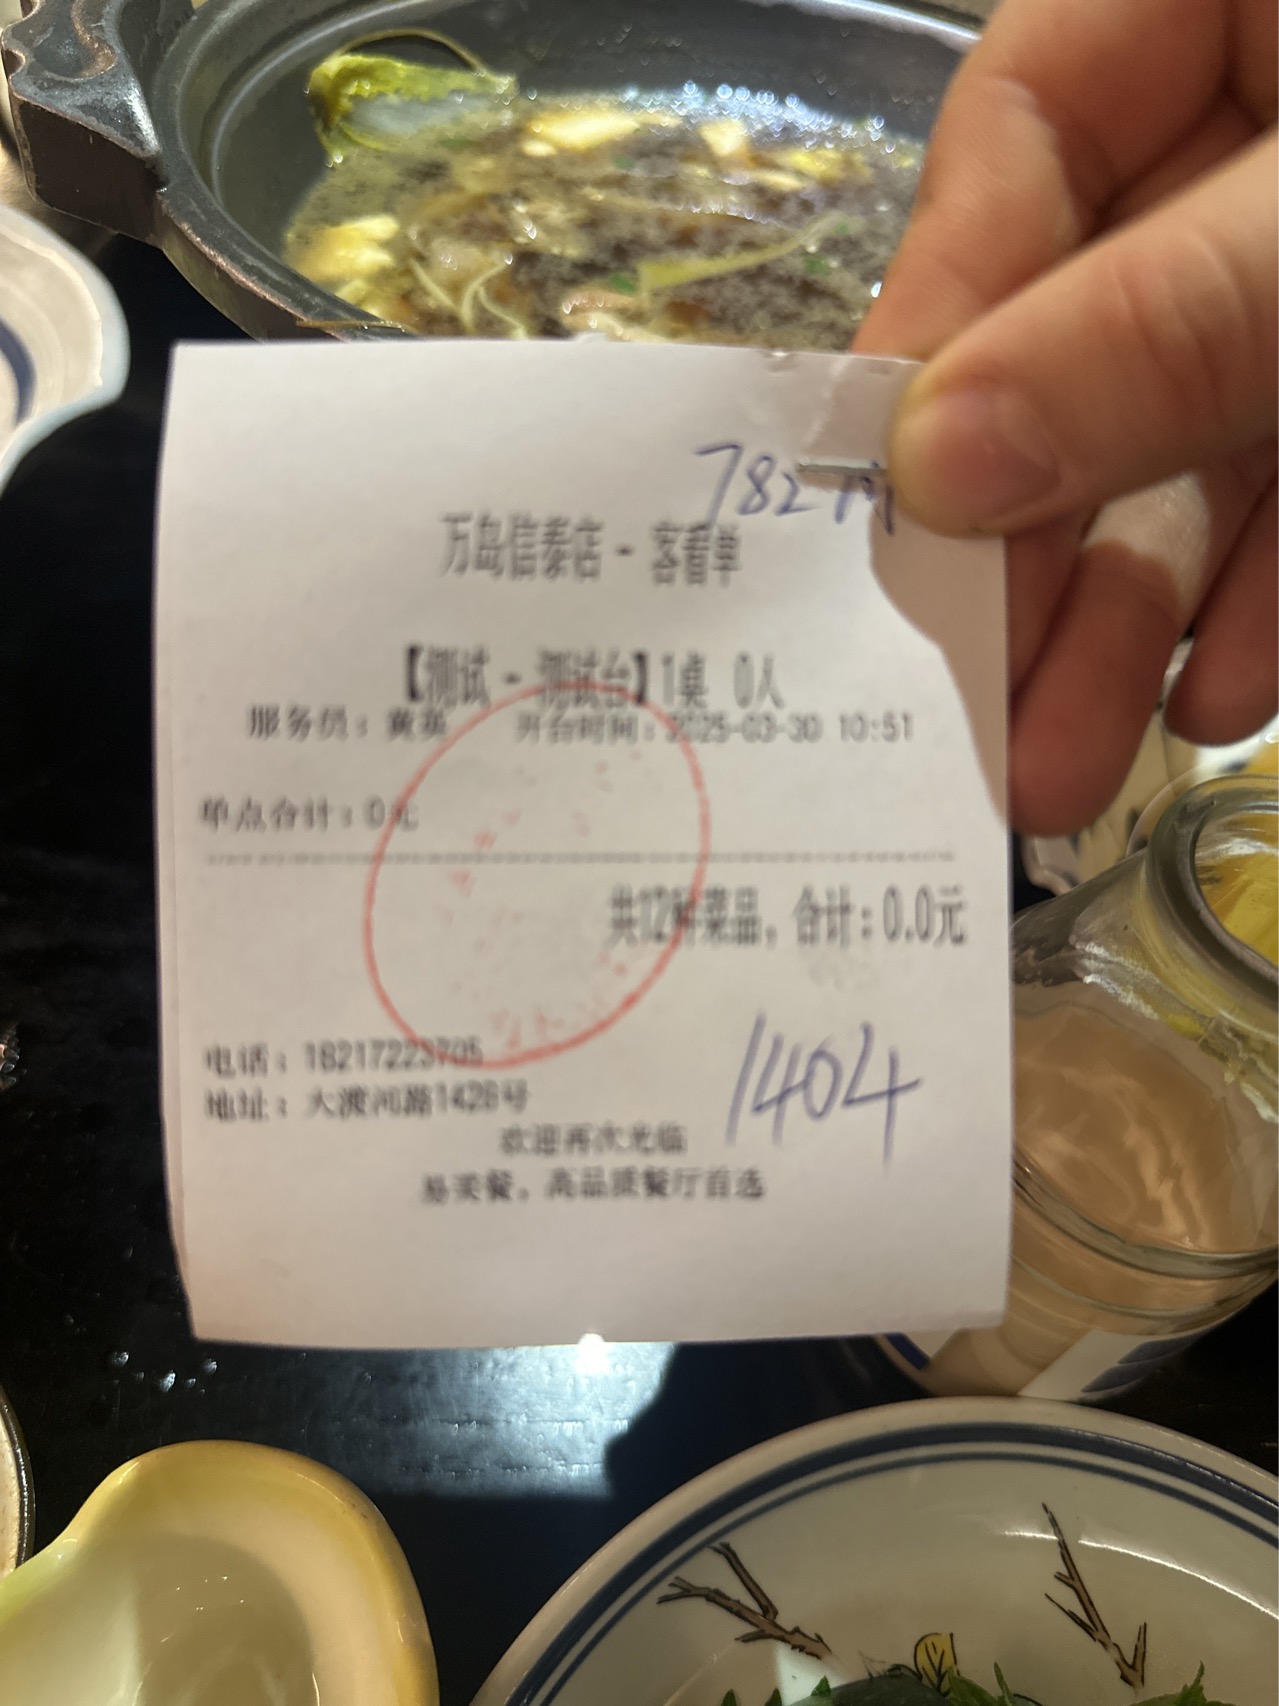 782
万岛信泰店 - 客看单
【测试 - 测试台】1桌 0人
服务员：黄英 开台时间：2025-03-30 10:51
单点合计：0元
共12种菜品，合计：0.0元
电话：18217223705
地址：大渡河路1428号
1404
欢迎再次光临
易买餐，高品质餐厅首选